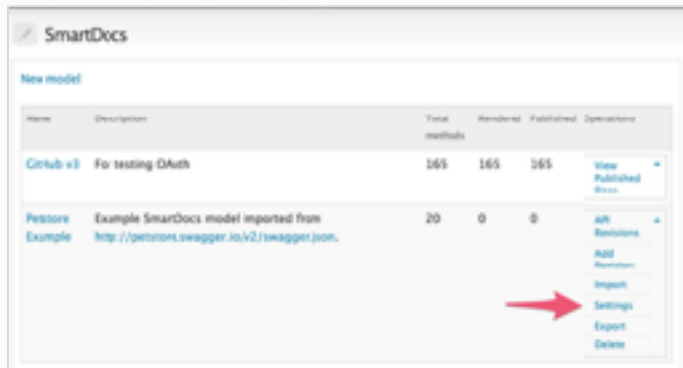 SmartDocs
New model
Name Description Total methods Rendered Published Operations
GitHub v3 For testing OAuth 165 165 165 View Published
Petstore Example Example SmartDocs model imported from 20 0 0 API Revisions
http://petstore.swagger.io/v2/swagger.json.
Add
Import
Settings
Export
Delete